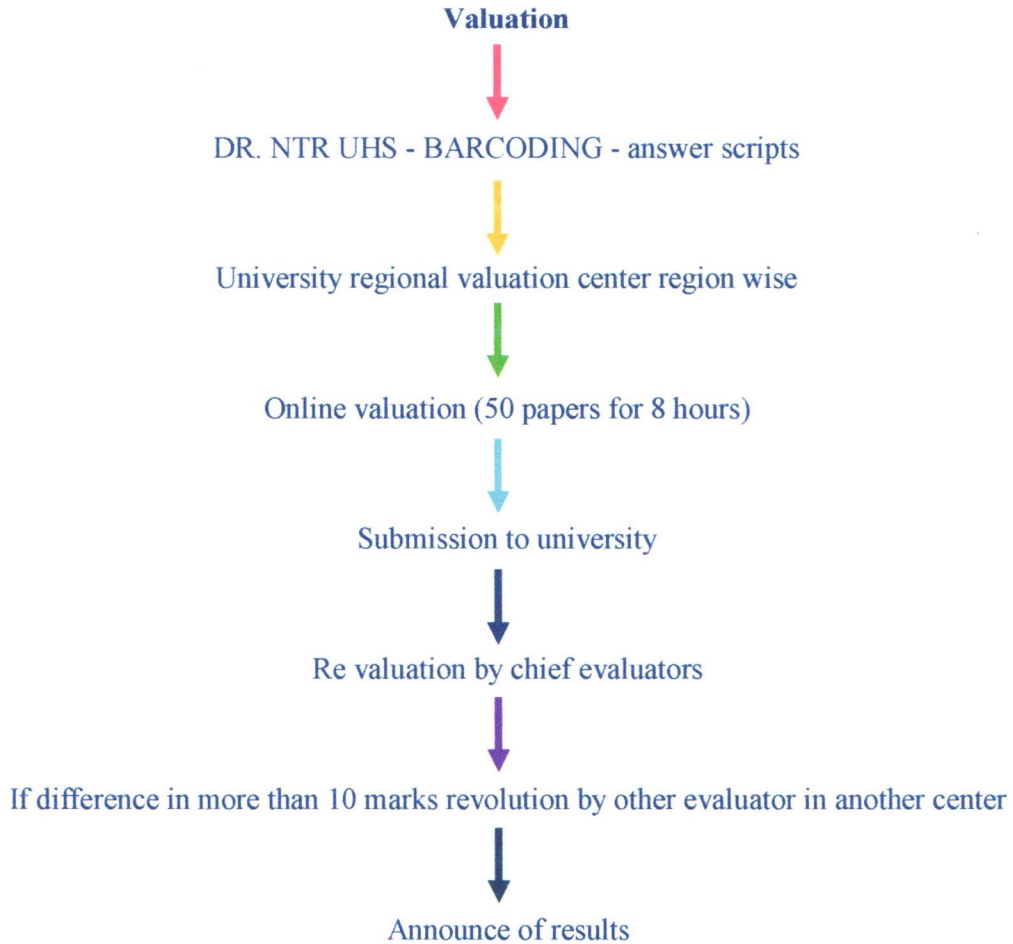 Valuation
DR. NTR UHS - BARCODING - answer scripts
University regional valuation center region wise
Online valuation (50 papers for 8 hours)
Submission to university
Re valuation by chief evaluators
If difference in more than 10 marks revolution by other evaluator in another center
Announce of results